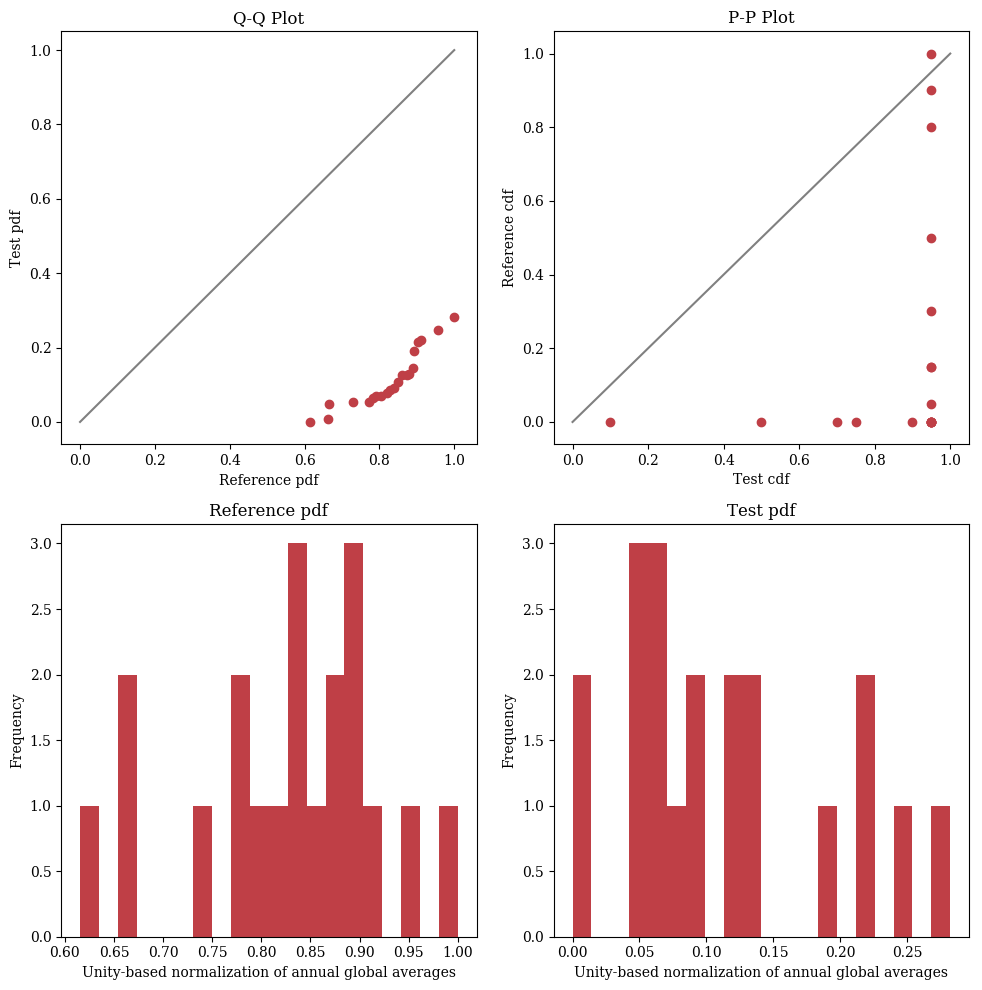 Q-Q Plot
1.0
0.8
0.6
0.4
0.2
0.0
Test pdf
0.0 0.2 0.4 0.6 0.8 1.0
Reference pdf
P-P Plot
1.0
0.8
0.6
0.4
0.2
0.0
Reference cdf
0.0 0.2 0.4 0.6 0.8 1.0
Test cdf
Reference pdf
3.0
2.5
2.0
1.5
1.0
0.5
0.0
Frequency
0.60 0.65 0.70 0.75 0.80 0.85 0.90 0.95 1.00
Unity-based normalization of annual global averages
Test pdf
3.0
2.5
2.0
1.5
1.0
0.5
0.0
Frequency
0.00 0.05 0.10 0.15 0.20 0.25
Unity-based normalization of annual global averages